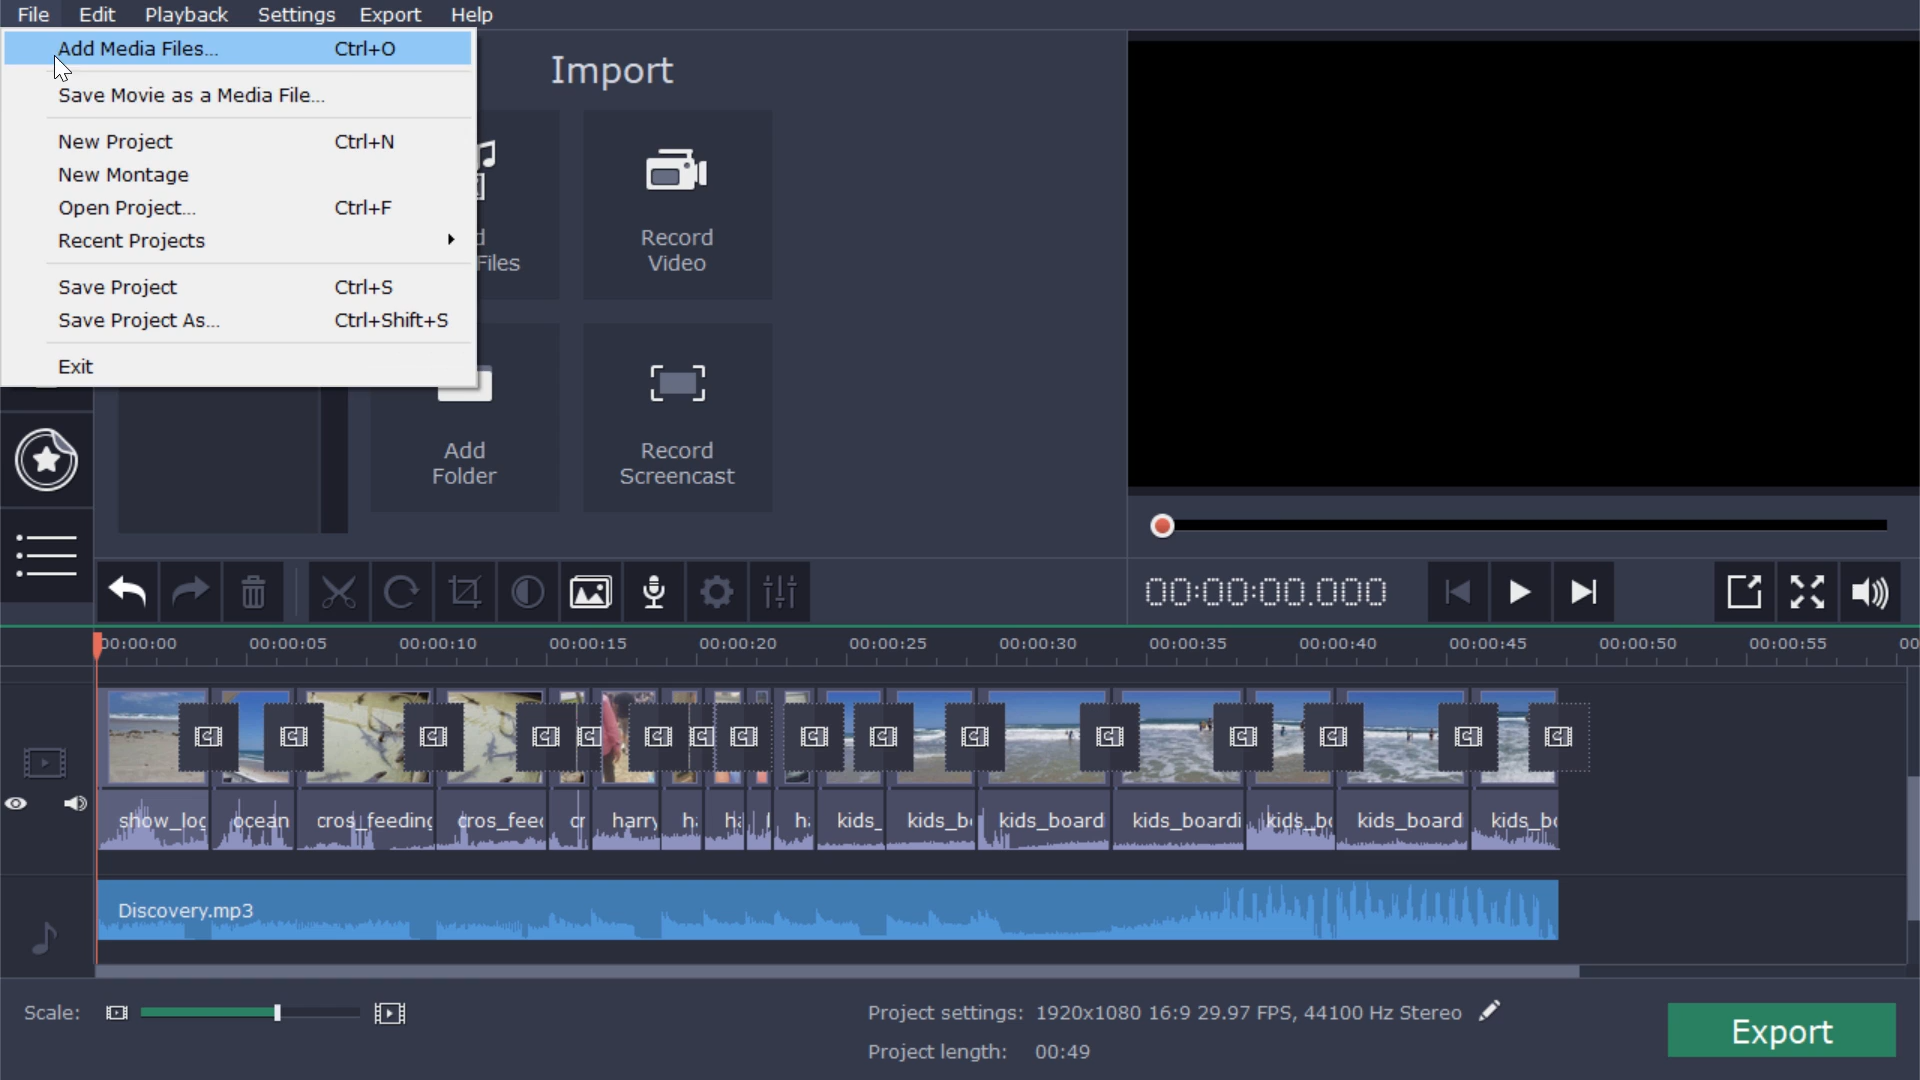 File Edit Playback Settings Export Help
Add Media Files... Ctrl+O
Save Movie as a Media File...
New Project Ctrl+N
New Montage
Open Project... Ctrl+F
Recent Projects
Save Project Ctrl+S
Save Project As... Ctrl+Shift+S
Exit
Import
Files
Record
Video
Add
Folder
Record
Screencast
00:00:00.000
00:00:00 00:00:05 00:00:10 00:00:15 00:00:20 00:00:25 00:00:30 00:00:35 00:00:40 00:00:45 00:00:50 00:00:55 00
show_log ocean cros_feeding cros_feed cr harry ha ha h kids_ kids_b kids_board kids_boardi kids_bo kids_board kids_bo
Discovery.mp3
Scale:
Project settings: 1920x1080 16:9 29.97 FPS, 44100 Hz Stereo
Project length: 00:49
Export